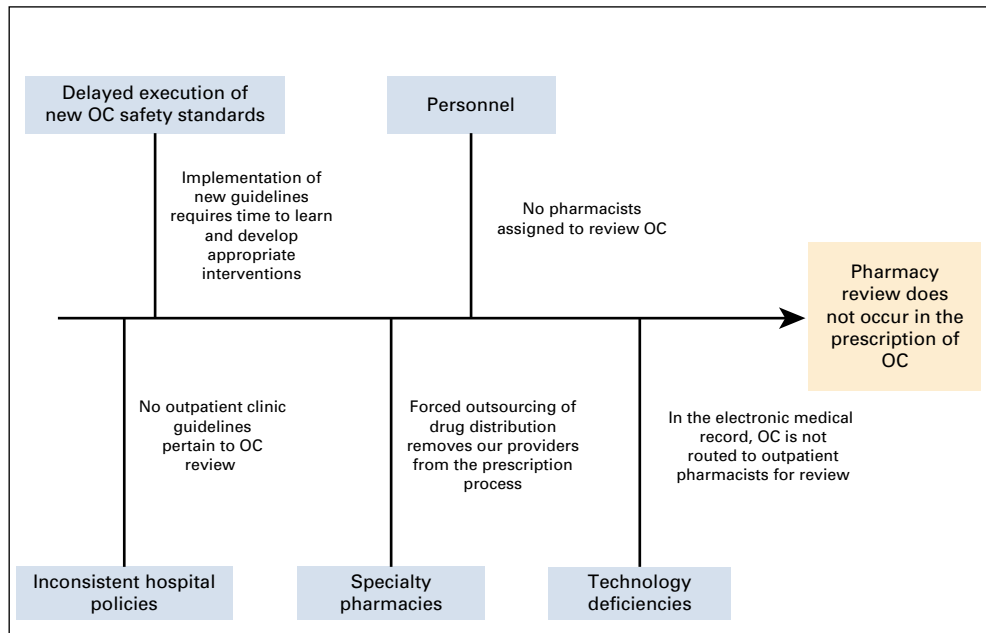 Delayed execution of
new OC safety standards
Personnel
Implementation of
new guidelines
requires time to learn
and develop
appropriate
interventions
No pharmacists
assigned to review OC
Pharmacy
review does
not occur in the
prescription of
OC
No outpatient clinic
guidelines
pertain to OC
review
Forced outsourcing of
drug distribution
removes our providers
from the prescription
process
In the electronic medical
record, OC is not
routed to outpatient
pharmacists for review
Inconsistent hospital
policies
Specialty
pharmacies
Technology
deficiencies